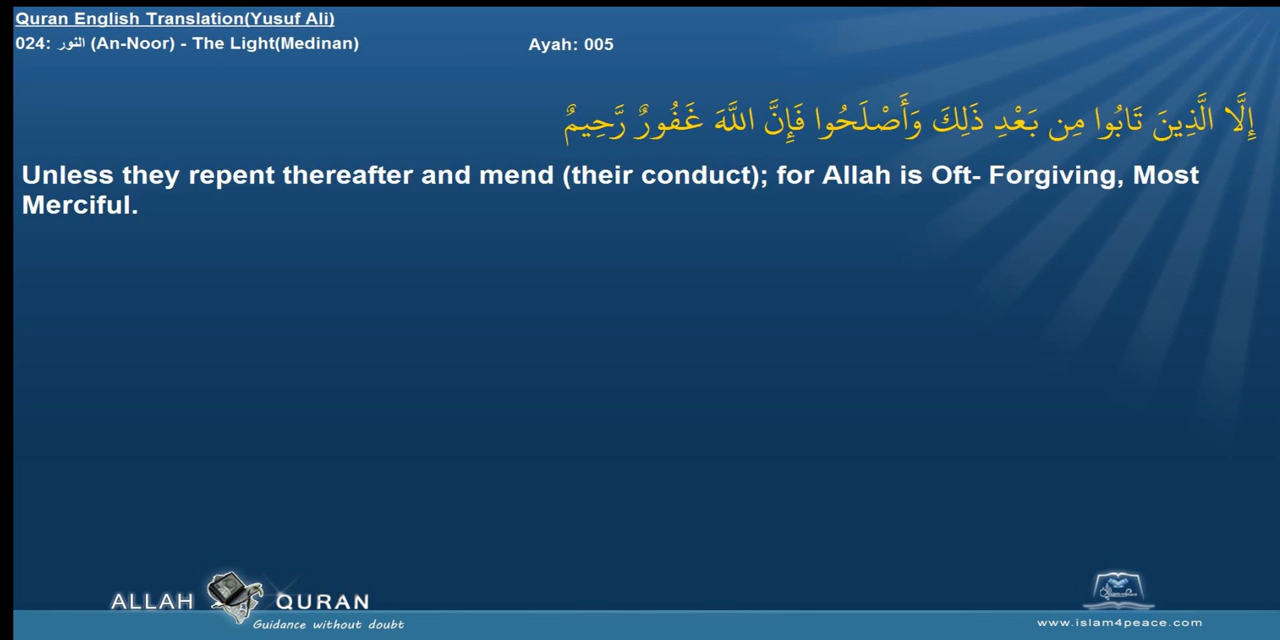 Quran English Translation(Yusuf Ali)
024: النور (An-Noor) - The Light(Medinan) Ayah: 005
إِلَّا الَّذِينَ تَابُوا مِن بَعْدِ ذَلِكَ وَأَصْلَحُوا فَإِنَّ اللَّهَ غَفُورٌ رَّحِيمٌ
Unless they repent thereafter and mend (their conduct); for Allah is Oft- Forgiving, Most
Merciful.
ALLAH QURAN
Guidance without doubt
www.islam4peace.com